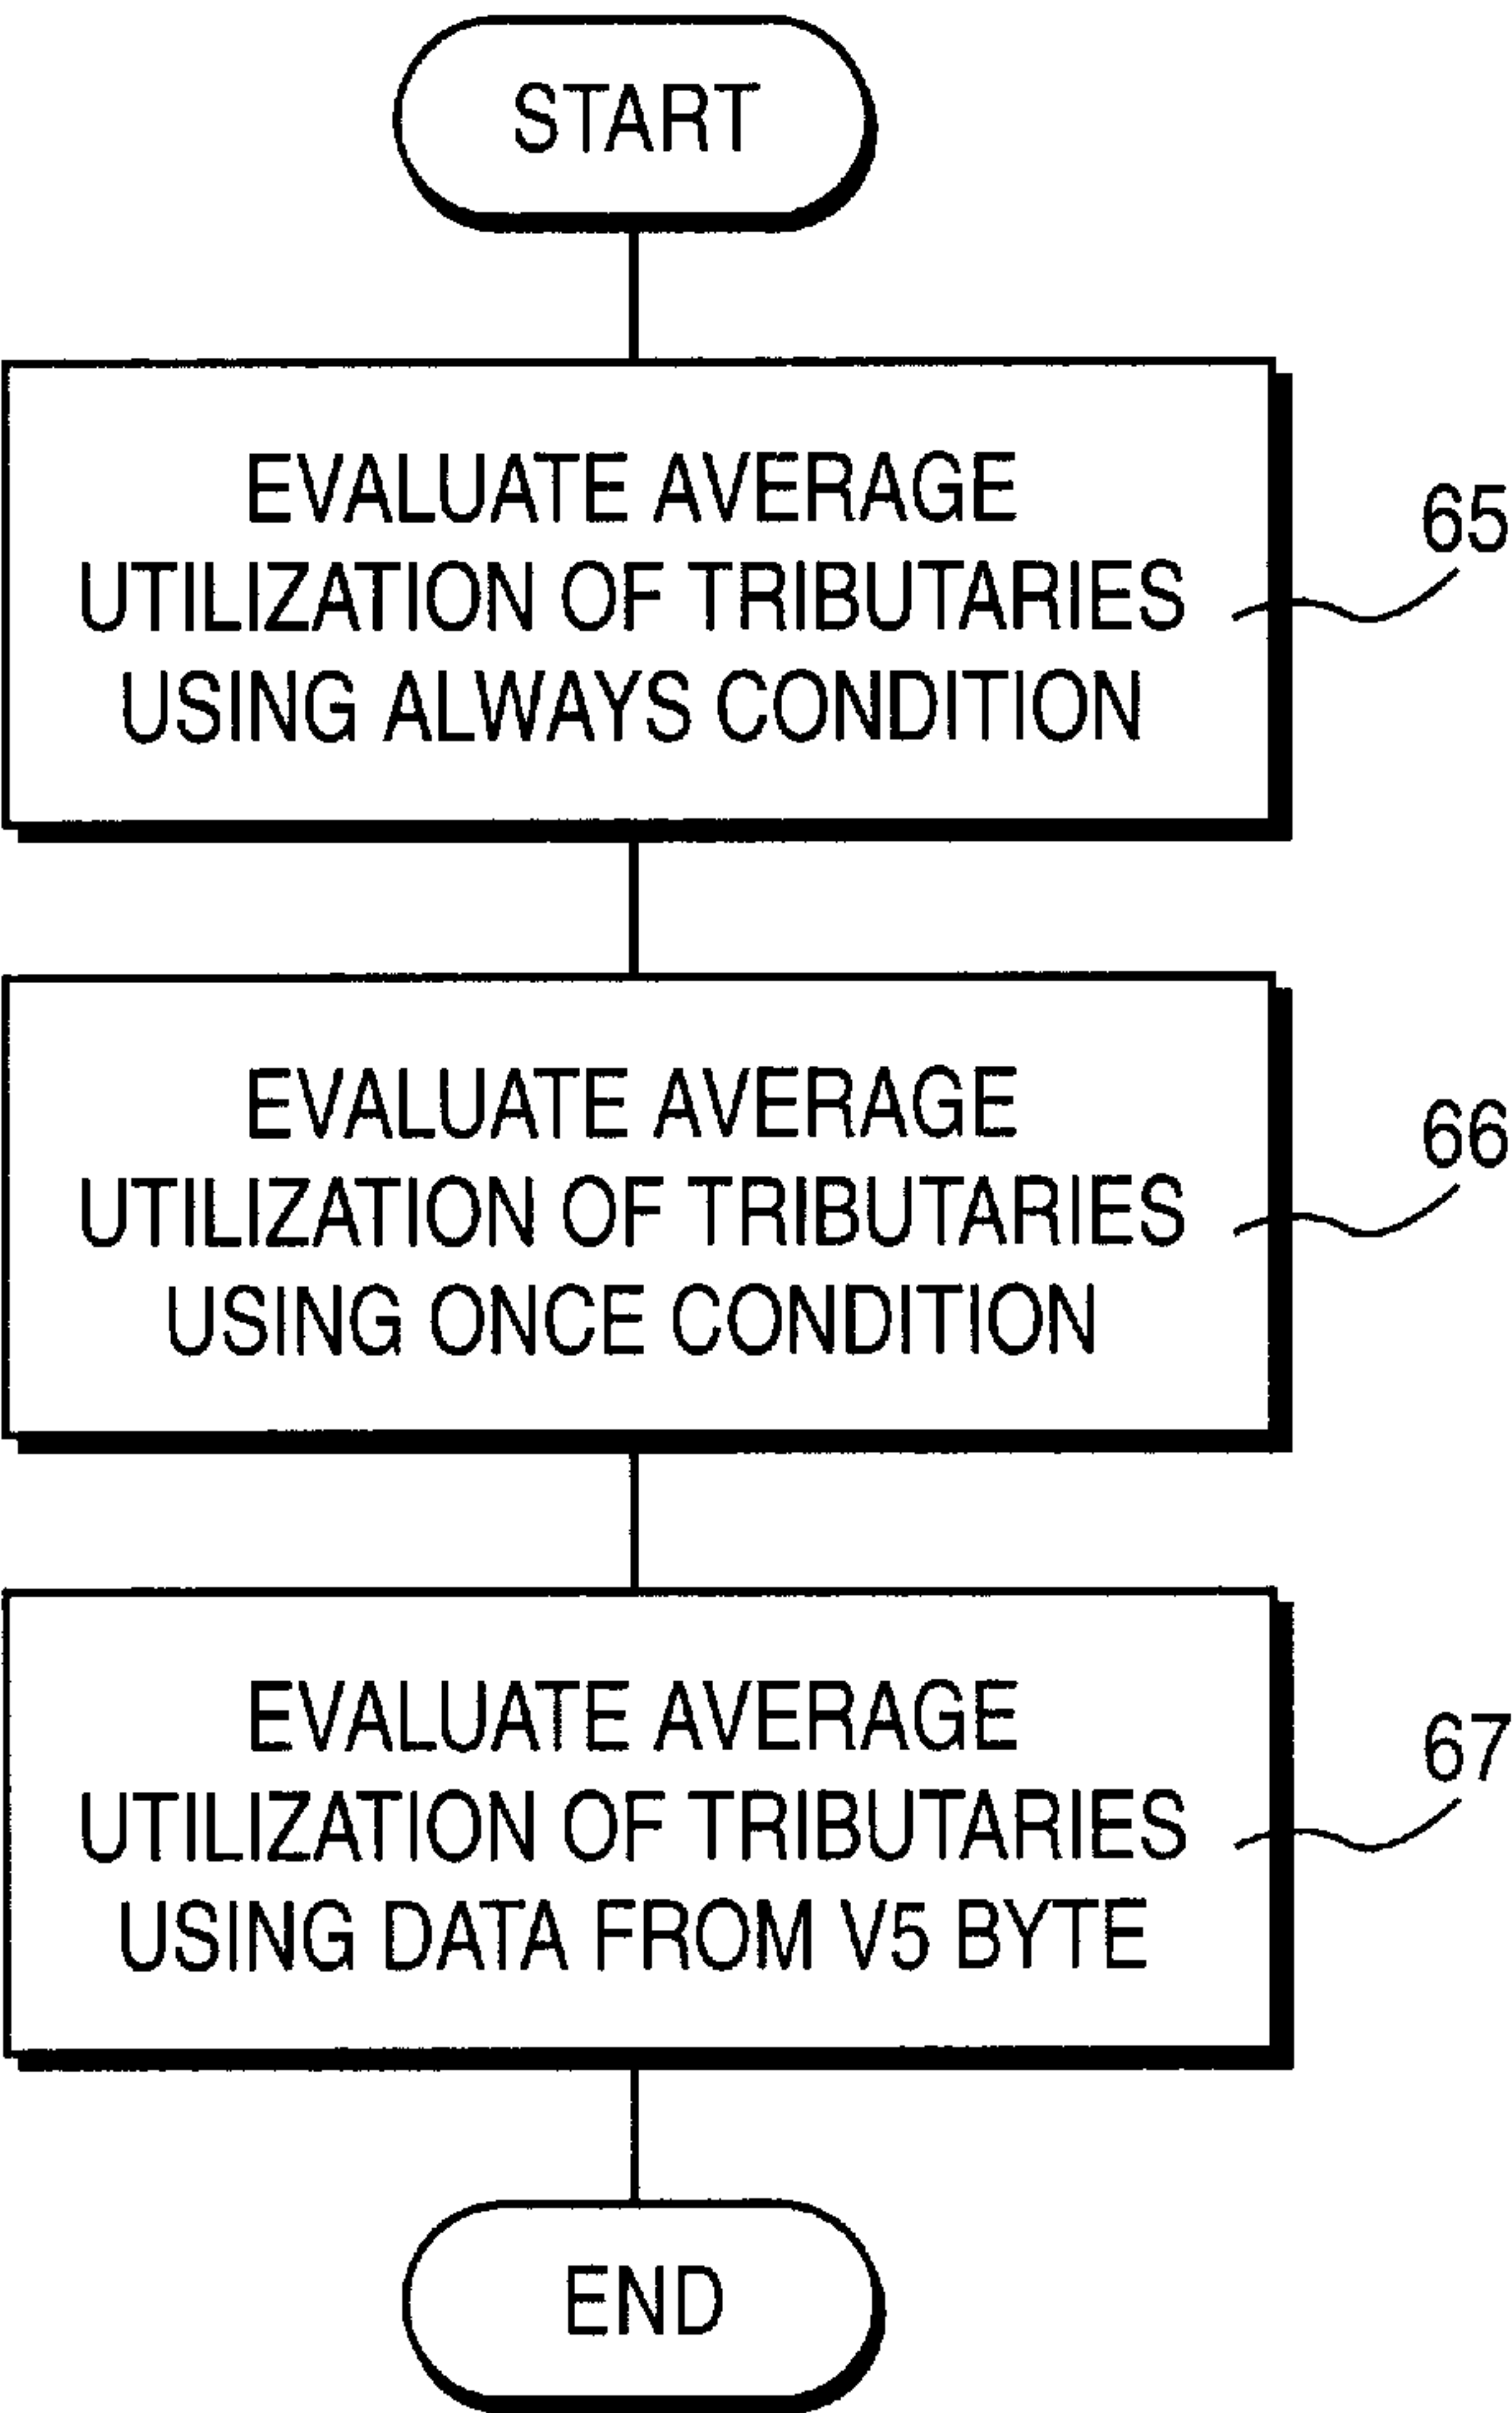 START
EVALUATE AVERAGE
UTILIZATION OF TRIBUTARIES
USING ALWAYS CONDITION
65
EVALUATE AVERAGE
UTILIZATION OF TRIBUTARIES
USING ONCE CONDITION
66
EVALUATE AVERAGE
UTILIZATION OF TRIBUTARIES
USING DATA FROM V5 BYTE
67
END